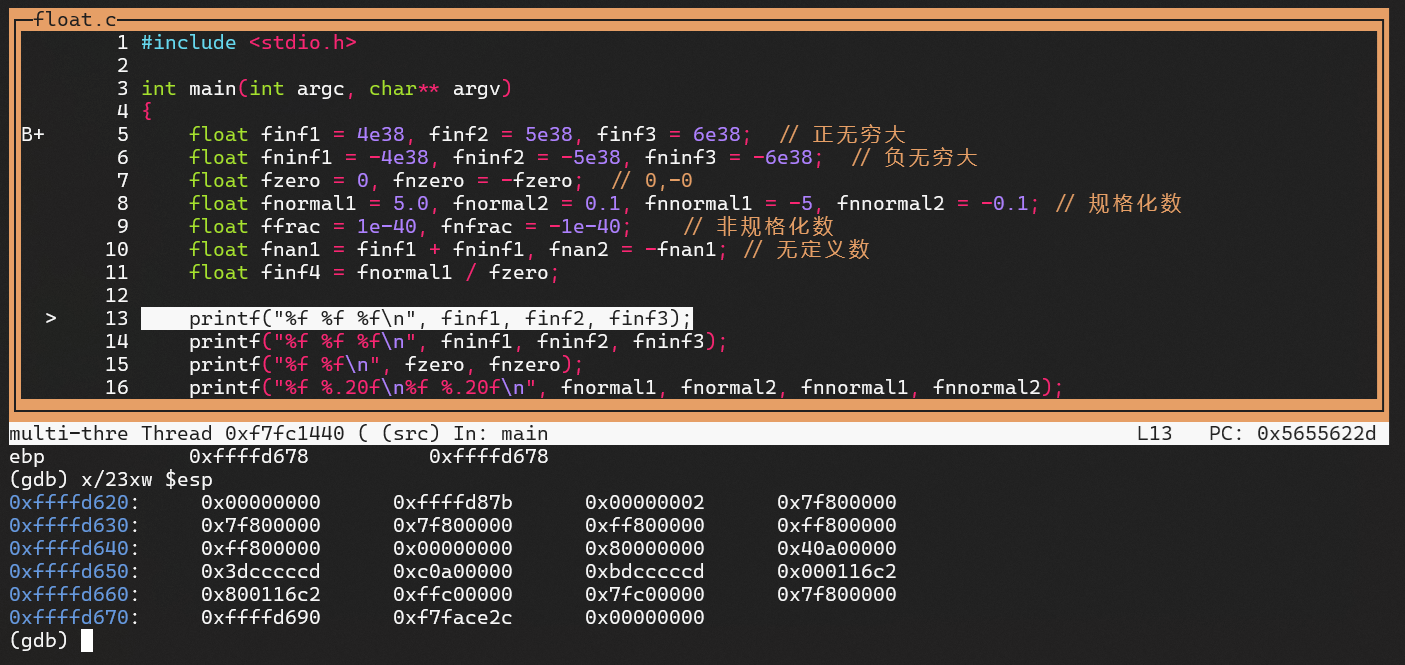 float.c
1 #include <stdio.h>
2
3 int main(int argc, char** argv)
4 {
B+ 5     float finf1 = 4e38, finf2 = 5e38, finf3 = 6e38;  // 正无穷大
6     float fninf1 = -4e38, fninf2 = -5e38, fninf3 = -6e38;  // 负无穷大
7     float fzero = 0, fnzero = -fzero;  // 0,-0
8     float fnormal1 = 5.0, fnormal2 = 0.1, fnnormal1 = -5, fnnormal2 = -0.1; // 规格化数
9     float ffrac = 1e-40, fnfrac = -1e-40;    // 非规格化数
10     float fnan1 = finf1 + fninf1, fnan2 = -fnan1; // 无定义数
11     float finf4 = fnormal1 / fzero;
12
> 13     printf("%f %f %f\n", finf1, finf2, finf3);
14     printf("%f %f %f\n", fninf1, fninf2, fninf3);
15     printf("%f %f\n", fzero, fnzero);
16     printf("%f %.20f\n%f %.20f\n", fnormal1, fnormal2, fnnormal1, fnnormal2);
multi-thre Thread 0xf7fc1440 ( (src) In: main L13 PC: 0x5655622d
ebp 0xffffd678 0xffffd678
(gdb) x/23xw $esp
0xffffd620: 0x00000000 0xffffd87b 0x00000002 0x7f800000
0xffffd630: 0x7f800000 0x7f800000 0xff800000 0xff800000
0xffffd640: 0xff800000 0x00000000 0x80000000 0x40a00000
0xffffd650: 0x3dcccccd 0xc0a00000 0xbdcccccd 0x000116c2
0xffffd660: 0x800116c2 0xffc00000 0x7fc00000 0x7f800000
0xffffd670: 0xffffd690 0xf7face2c 0x00000000
(gdb)